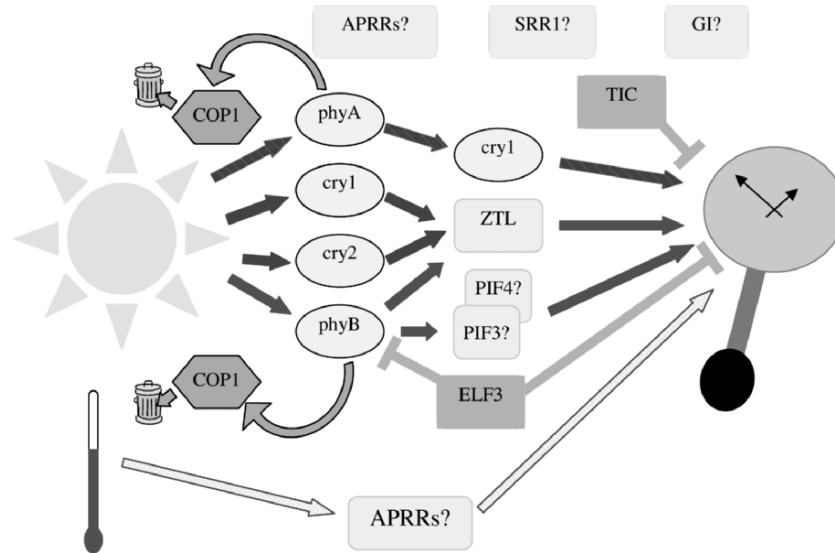 APRRs?
SRR1?
GI?
TIC
COP1
phyA
cry1
cry1
ZTL
cry2
PIF4?
phyB
PIF3?
COP1
ELF3
APRRs?